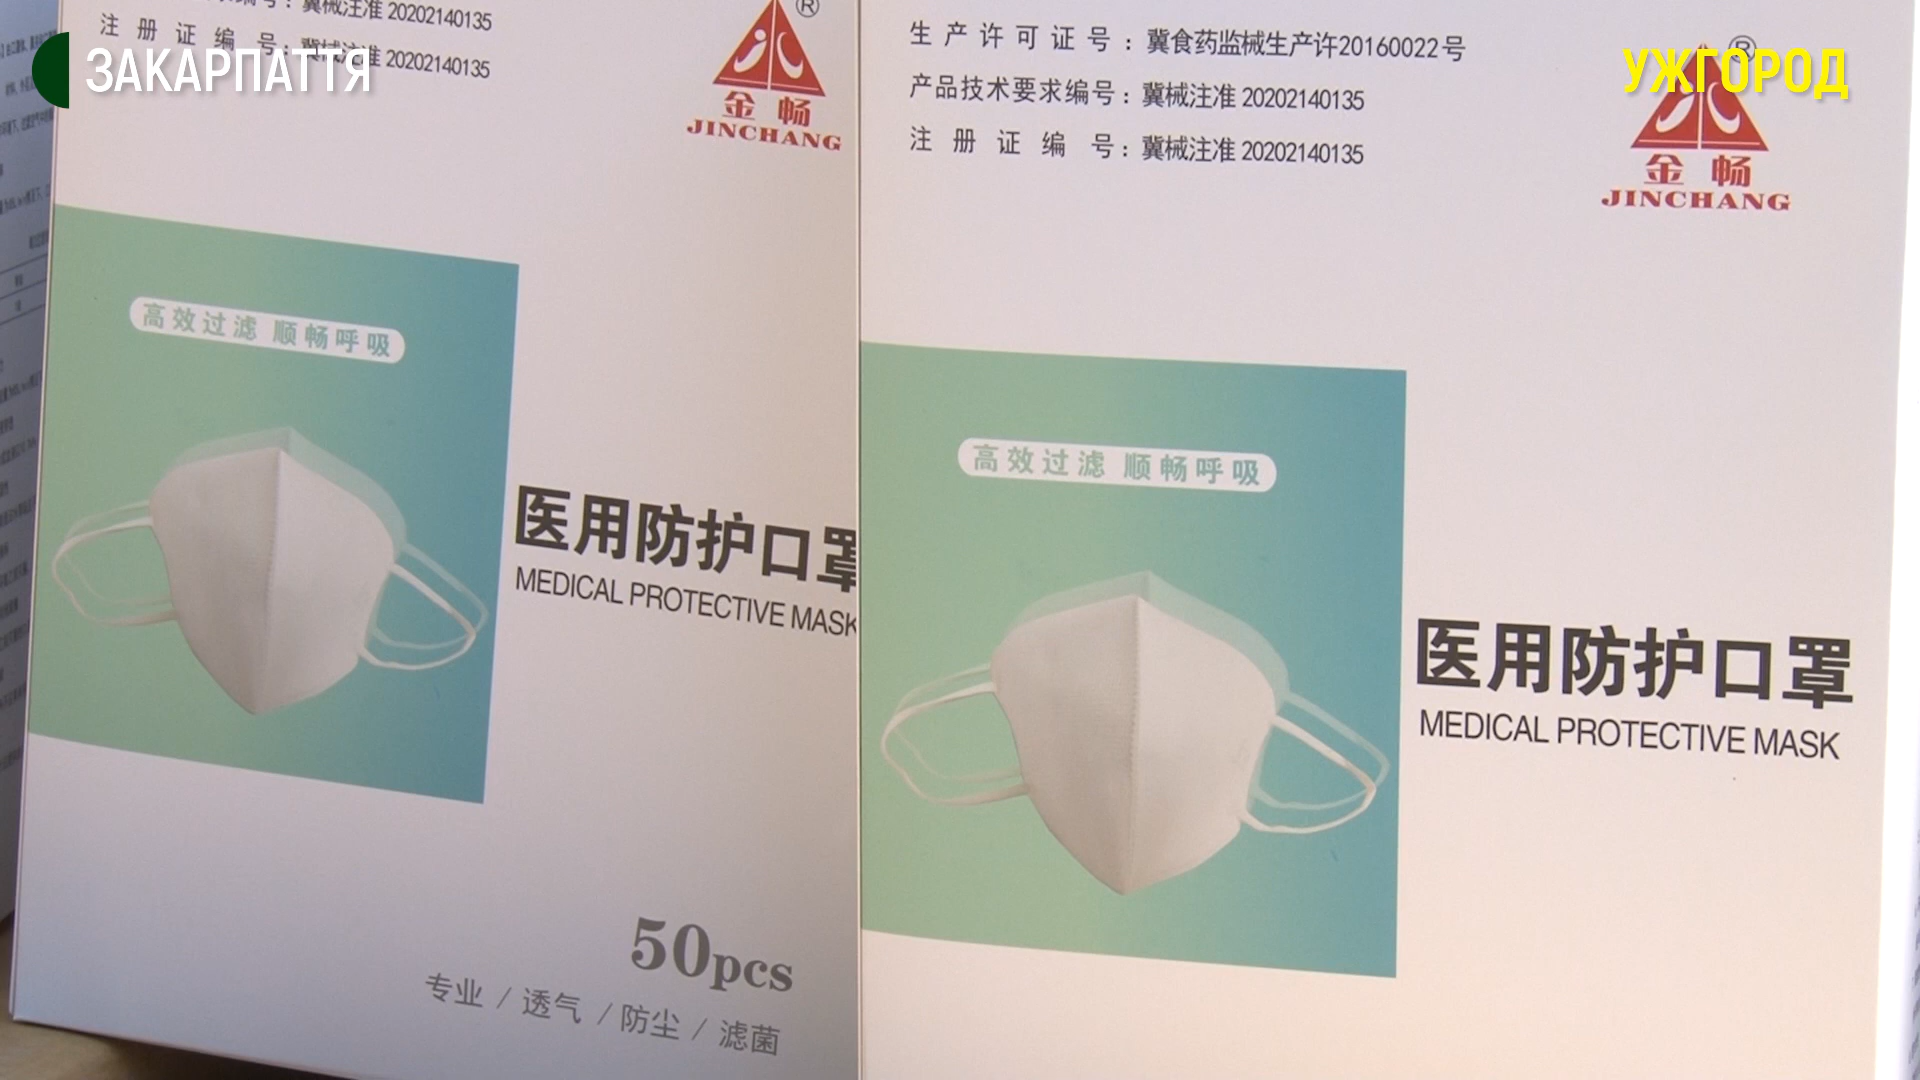 ЗАКАРПАТТЯ
УЖГОРОД
冀械注准 20202140135
注册证编号：冀械注准 20202140135
®
金畅
JINCHANG
高效过滤 顺畅呼吸
医用防护口罩
MEDICAL PROTECTIVE MASK
50pcs
专业 / 透气 / 防尘 / 滤菌
生产许可证号：冀食药监械生产许20160022号
产品技术要求编号：冀械注准 20202140135
注册证编号：冀械注准 20202140135
®
金畅
JINCHANG
高效过滤 顺畅呼吸
医用防护口罩
MEDICAL PROTECTIVE MASK